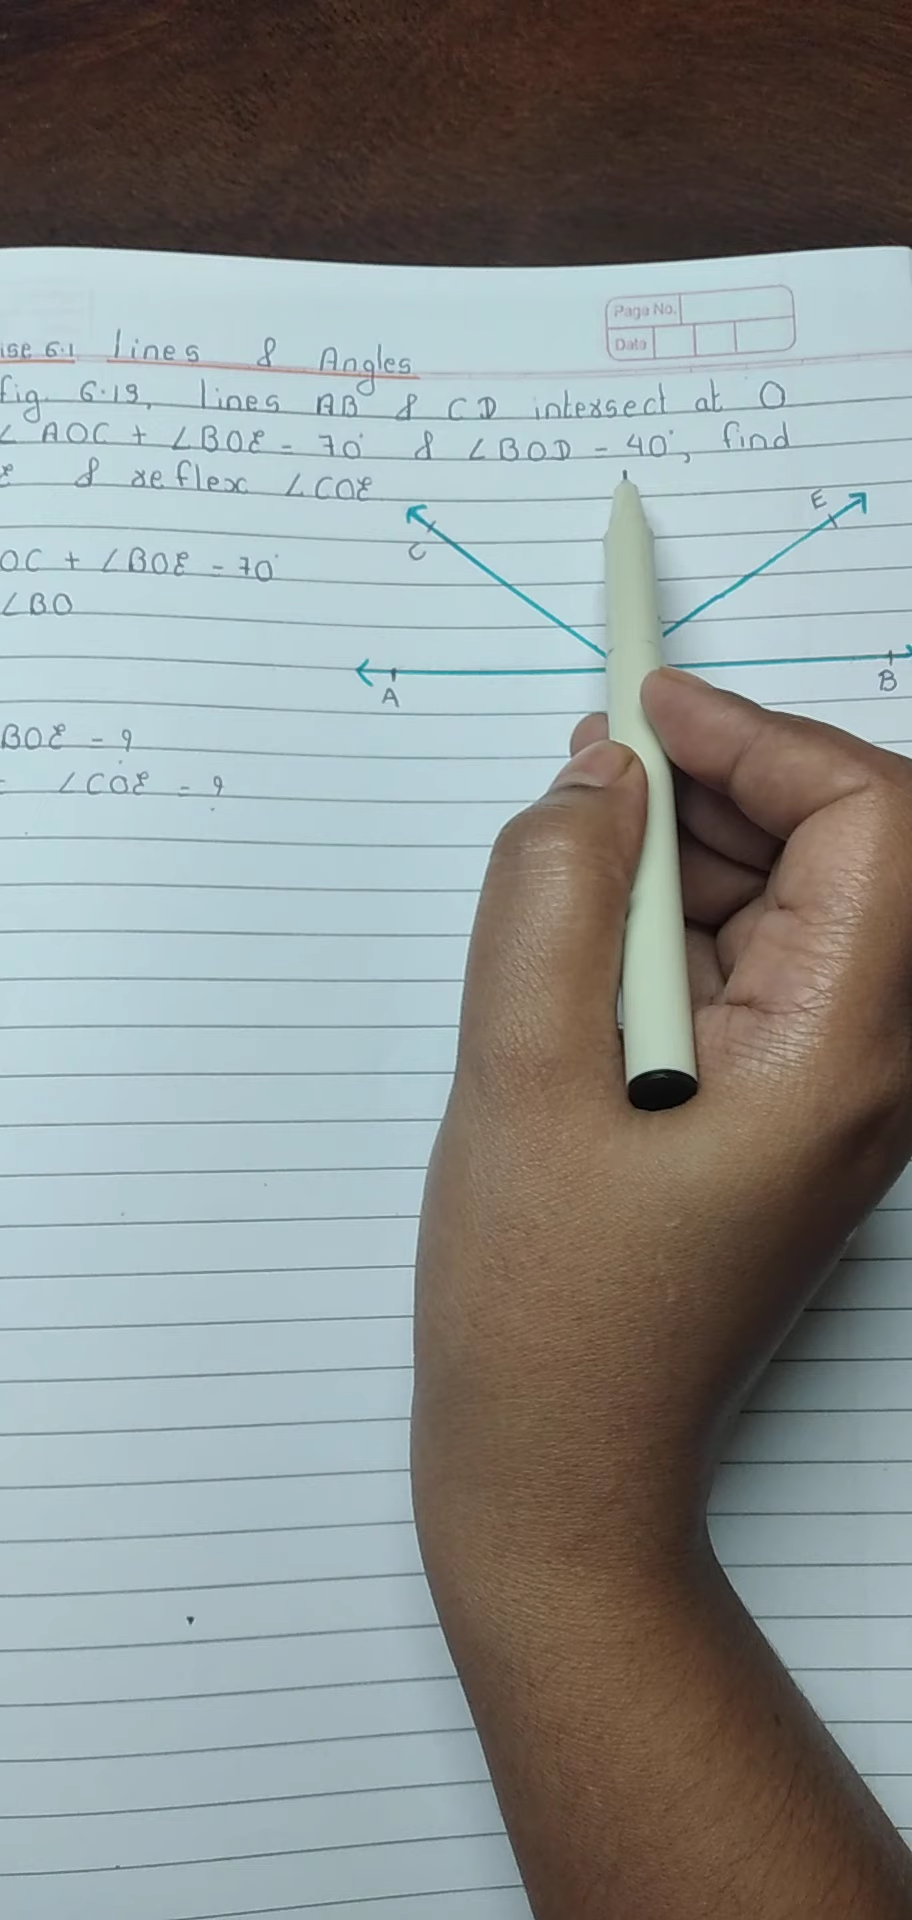 Page No.
Date
ise 6.1 Lines & Angles
fig. 6.13, lines AB & CD intersect at O
∠AOC + ∠BOE = 70° & ∠BOD = 40°, find
E & reflex ∠COE
E
C
OC + ∠BOE = 70°
∠BO
A
B
BOE = ?
= ∠COE = ?